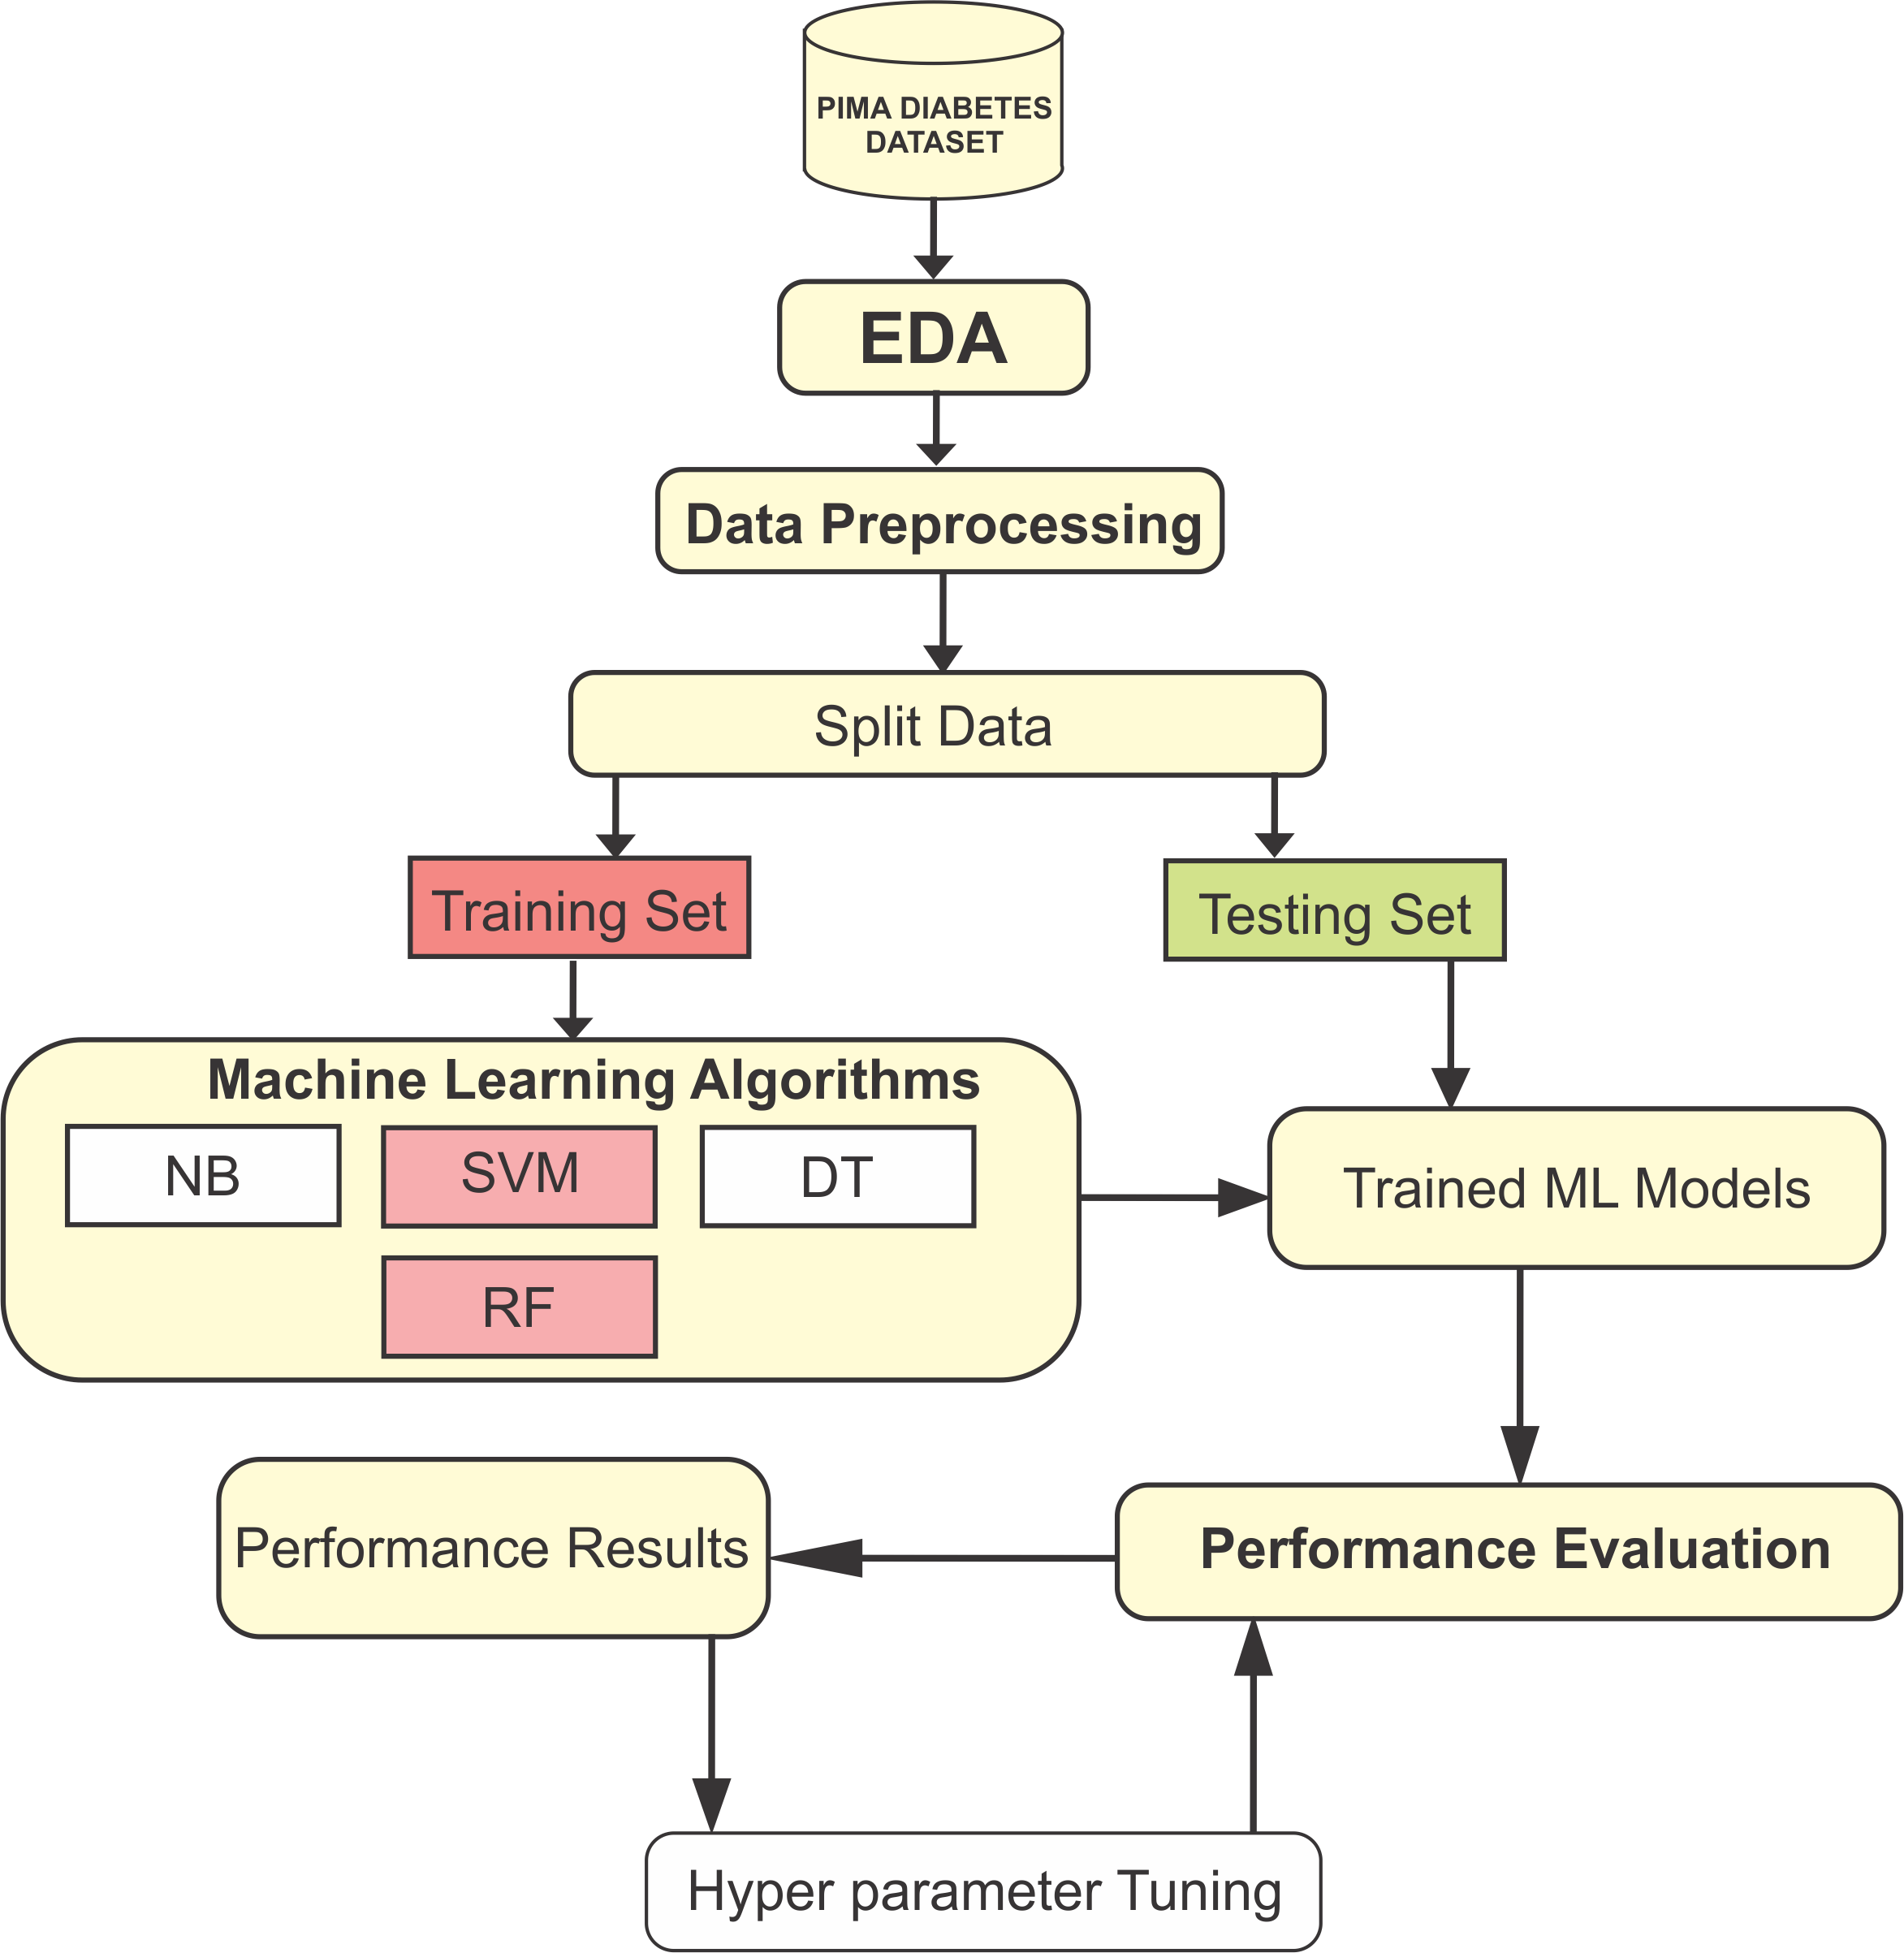 PIMA DIABETES
DATASET
EDA
Data Preprocessing
Split Data
Training Set
Testing Set
Machine Learning Algorithms
NB
SVM
DT
RF
Trained ML Models
Performance Results
Performance Evaluation
Hyper parameter Tuning